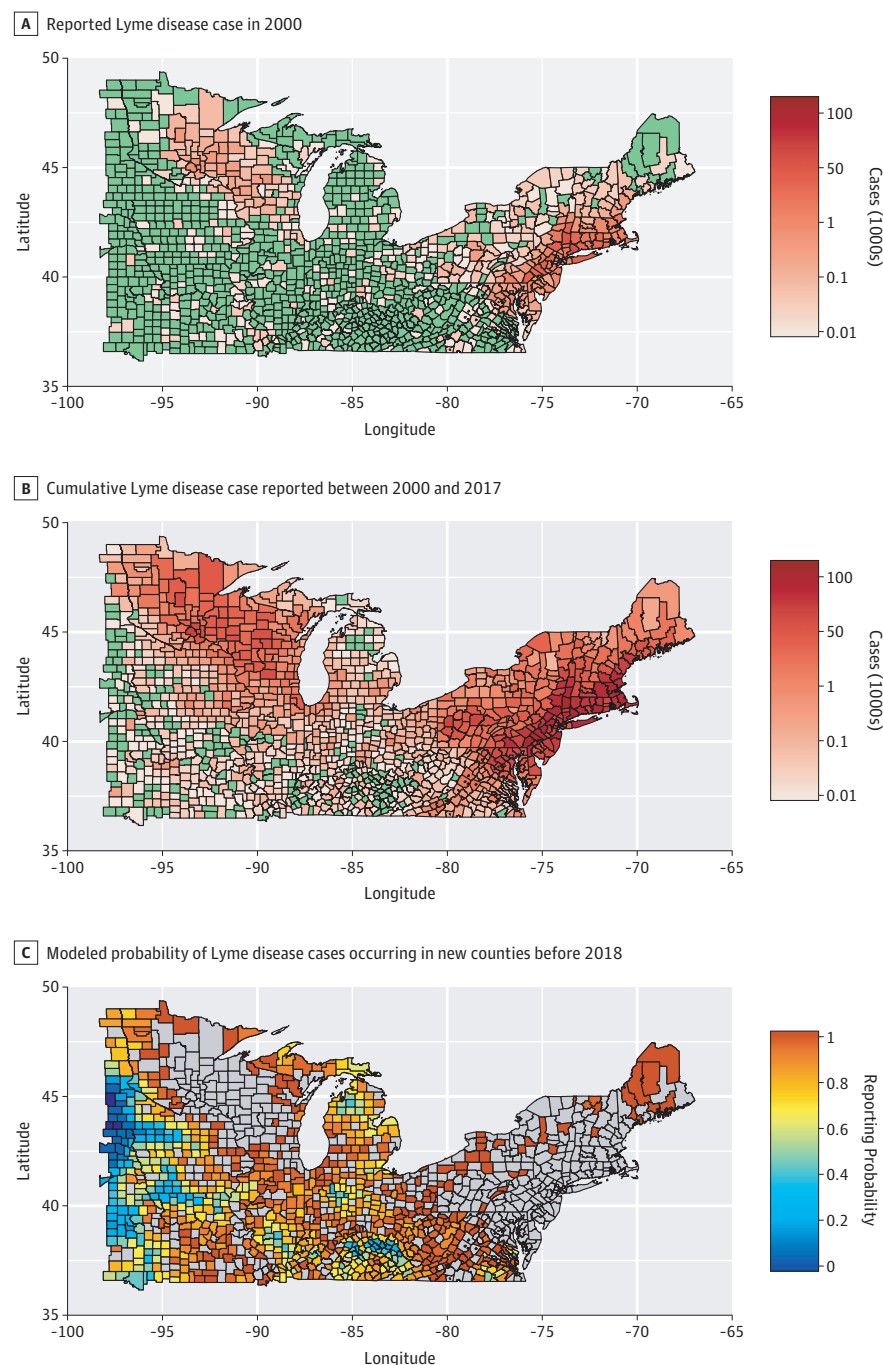 A Reported Lyme disease case in 2000
50
45
40
35
Latitude
-100 -95 -90 -85 -80 -75 -70 -65
Longitude
100
50
1
0.1
0.01
Cases (1000s)
B Cumulative Lyme disease case reported between 2000 and 2017
50
45
40
35
Latitude
-100 -95 -90 -85 -80 -75 -70 -65
Longitude
100
50
1
0.1
0.01
Cases (1000s)
C Modeled probability of Lyme disease cases occurring in new counties before 2018
50
45
40
35
Latitude
-100 -95 -90 -85 -80 -75 -70 -65
Longitude
1
0.8
0.6
0.4
0.2
0
Reporting Probability